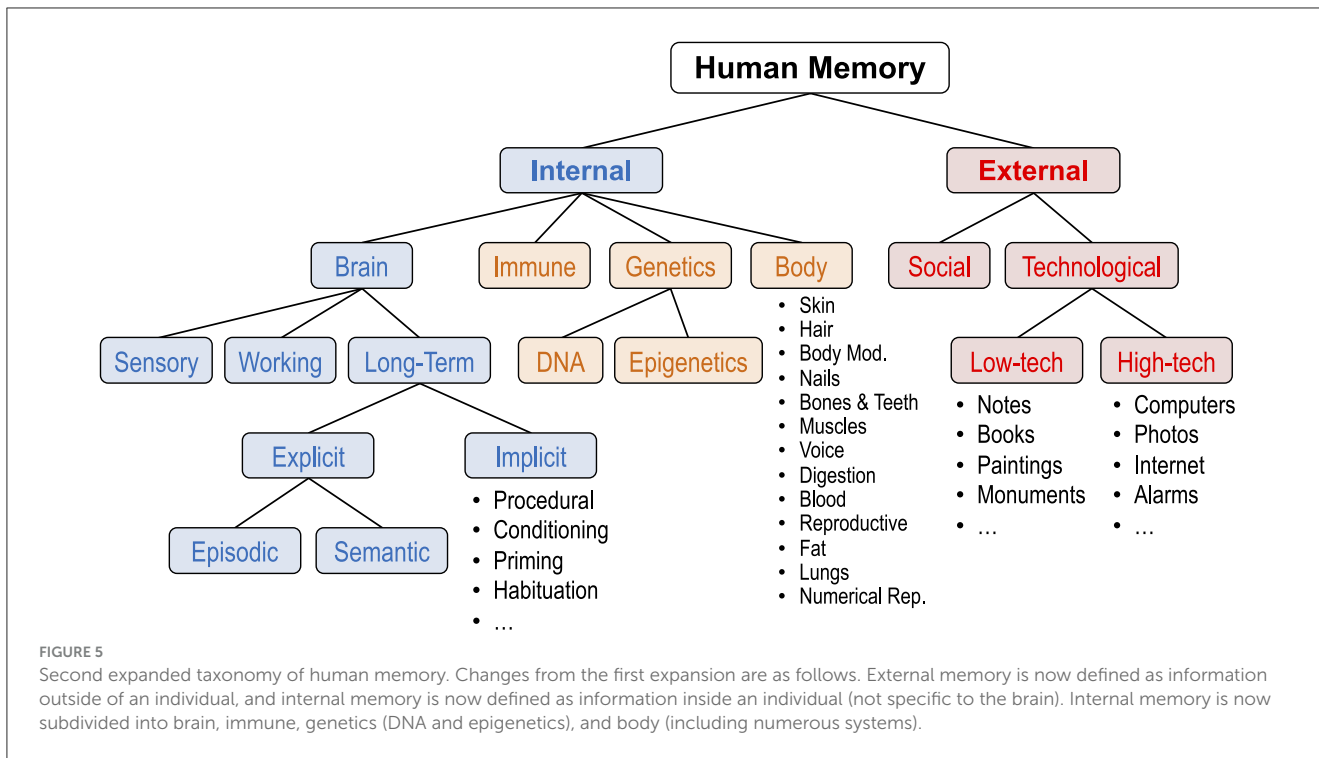 Human Memory
Internal
External
Brain
Immune
Genetics
Body
Social
Technological
Sensory
Working
Long-Term
DNA
Epigenetics
• Skin
• Hair
• Body Mod.
• Nails
• Bones & Teeth
• Muscles
• Voice
• Digestion
• Blood
• Reproductive
• Fat
• Lungs
• Numerical Rep.
Low-tech
High-tech
• Notes
• Books
• Paintings
• Monuments
• …
• Computers
• Photos
• Internet
• Alarms
• …
Explicit
Implicit
• Procedural
• Conditioning
• Priming
• Habituation
• …
Episodic
Semantic
FIGURE 5
Second expanded taxonomy of human memory. Changes from the first expansion are as follows. External memory is now defined as information
outside of an individual, and internal memory is now defined as information inside an individual (not specific to the brain). Internal memory is now
subdivided into brain, immune, genetics (DNA and epigenetics), and body (including numerous systems).